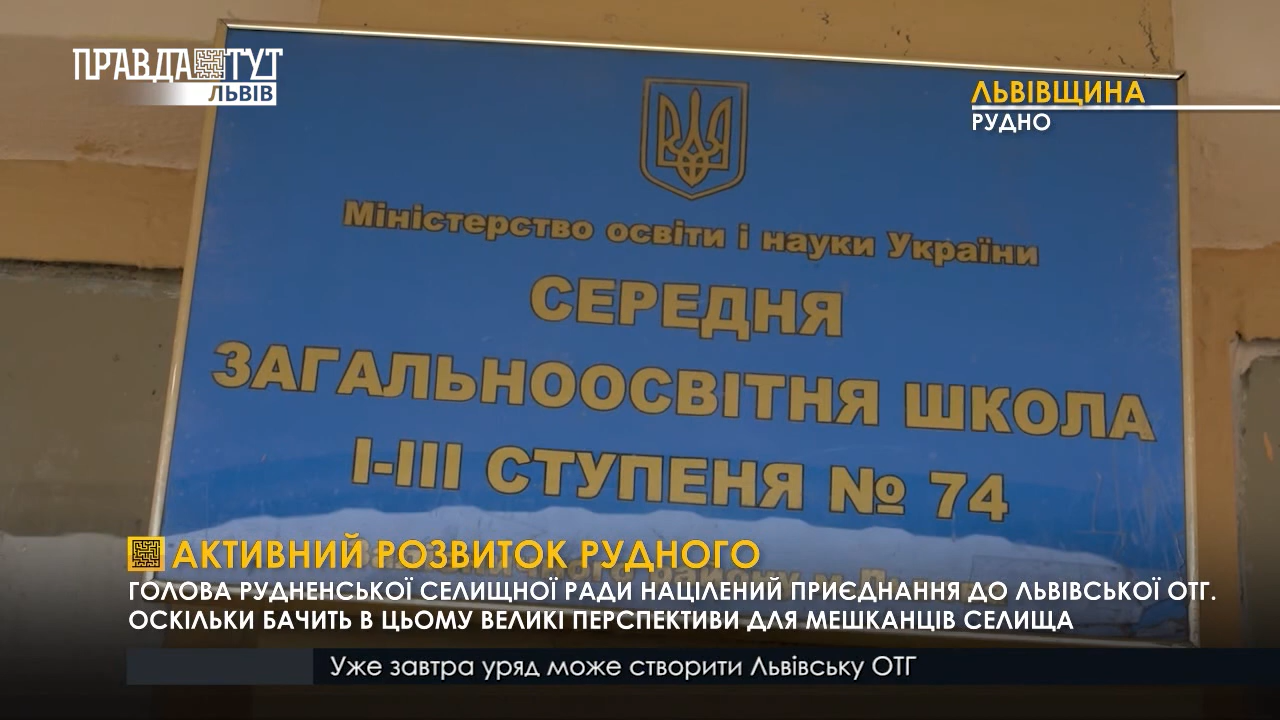 ПРАВДА ТУТ
ЛЬВІВ
ЛЬВІВЩИНА
РУДНО
Міністерство освіти і науки України
СЕРЕДНЯ
ЗАГАЛЬНООСВІТНЯ ШКОЛА
І-ІІІ СТУПЕНЯ № 74
АКТИВНИЙ РОЗВИТОК РУДНОГО
ГОЛОВА РУДНЕНСЬКОЇ СЕЛИЩНОЇ РАДИ НАЦІЛЕНИЙ ПРИЄДНАННЯ ДО ЛЬВІВСЬКОЇ ОТГ.
ОСКІЛЬКИ БАЧИТЬ В ЦЬОМУ ВЕЛИКІ ПЕРСПЕКТИВИ ДЛЯ МЕШКАНЦІВ СЕЛИЩА
Уже завтра уряд може створити Львівську ОТГ